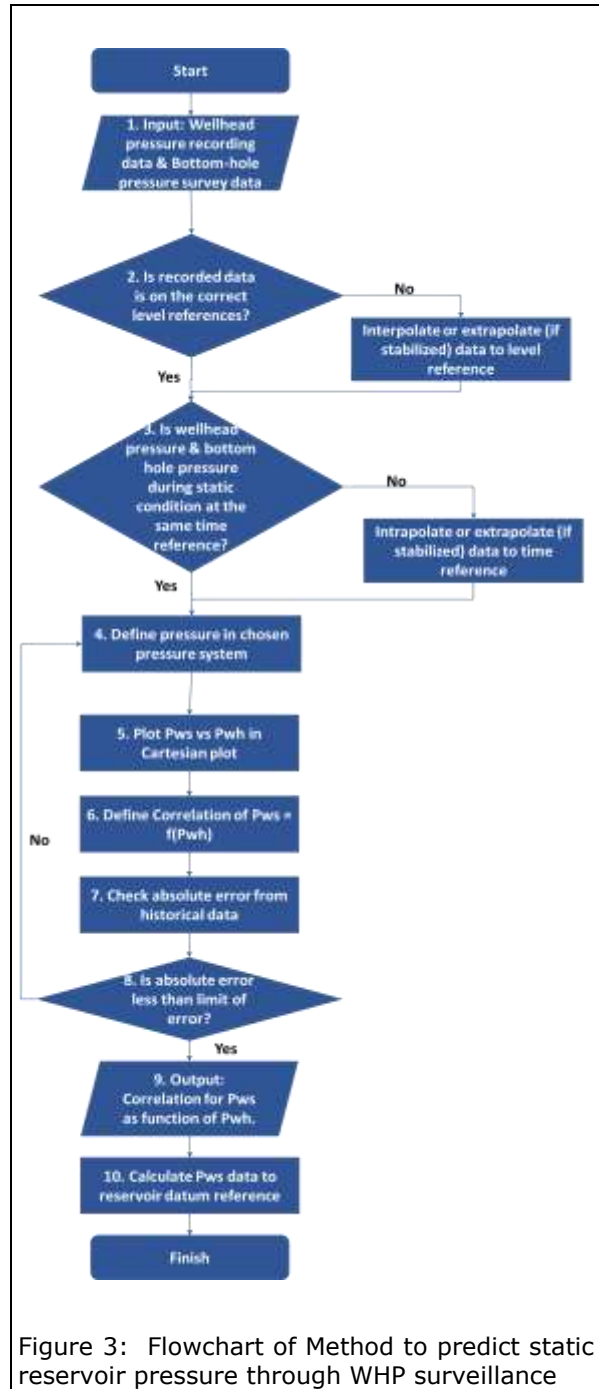 Start
1. Input: Wellhead
pressure recording
data & Bottom-hole
pressure survey data
2. Is recorded data
is on the correct
level references?
No
Interpolate or extrapolate (if
stabilized) data to level
reference
Yes
3. Is wellhead
pressure & bottom
hole pressure
during static
condition at the
same time
reference?
No
Intrapolate or extrapolate (if
stabilized) data to time
reference
Yes
4. Define pressure in chosen
pressure system
5. Plot Pws vs Pwh in
Cartesian plot
6. Define Correlation of Pws =
f(Pwh)
No
7. Check absolute error from
historical data
8. Is absolute error
less than limit of
error?
Yes
9. Output:
Correlation for Pws
as function of Pwh.
10. Calculate Pws data to
reservoir datum reference
Finish
Figure 3: Flowchart of Method to predict static
reservoir pressure through WHP surveillance